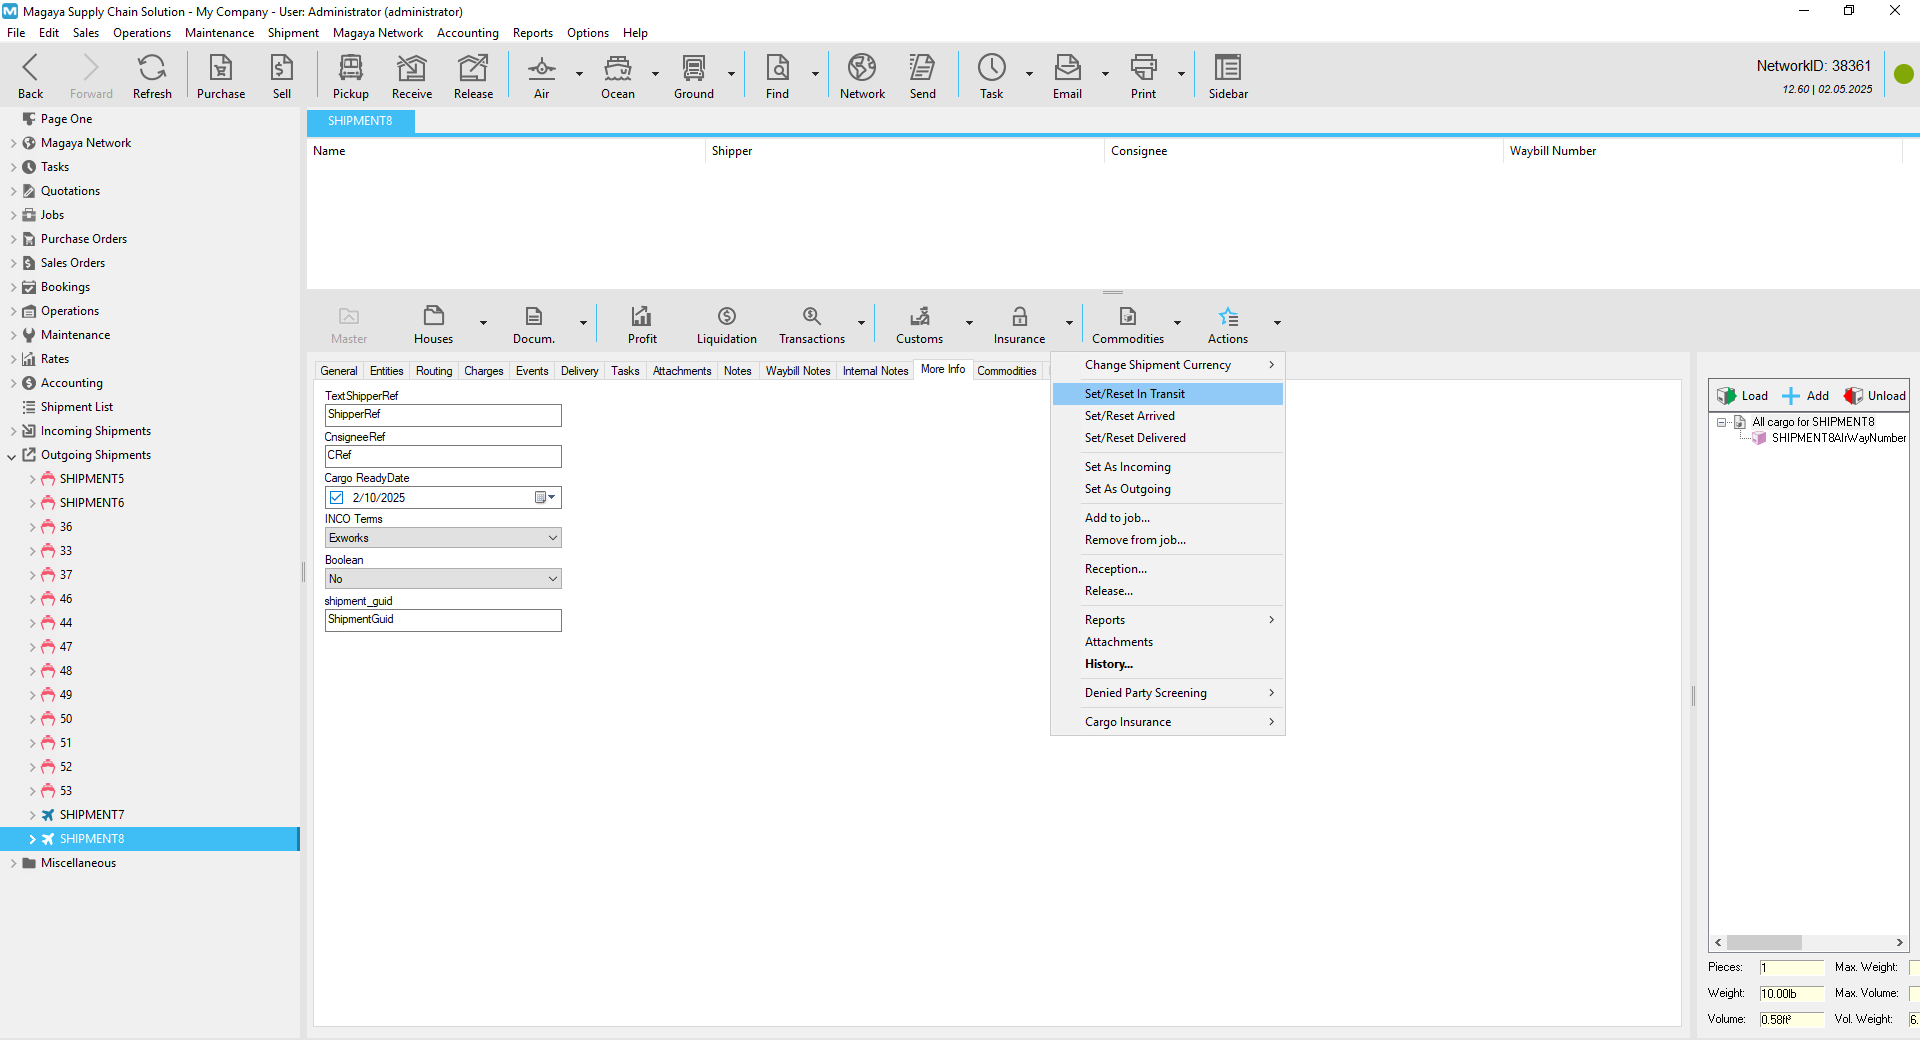 Magaya Supply Chain Solution - My Company - User: Administrator (administrator)
File Edit Sales Operations Maintenance Shipment Magaya Network Accounting Reports Options Help
Back Forward Refresh Purchase Sell Pickup Receive Release Air Ocean Ground Find Network Send Task Email Print Sidebar
NetworkID: 38361
12.60 | 02.05.2025
Page One
Magaya Network
Tasks
Quotations
Jobs
Purchase Orders
Sales Orders
Bookings
Operations
Maintenance
Rates
Accounting
Shipment List
Incoming Shipments
Outgoing Shipments
SHIPMENT5
SHIPMENT6
36
33
37
46
44
47
48
49
50
51
52
53
SHIPMENT7
SHIPMENT8
Miscellaneous
SHIPMENT8
Name Shipper Consignee Waybill Number
Master Houses Docum. Profit Liquidation Transactions Customs Insurance Commodities Actions
General Entities Routing Charges Events Delivery Tasks Attachments Notes Waybill Notes Internal Notes More Info Commodities
TextShipperRef
ShipperRef
CnsigneeRef
CRef
Cargo ReadyDate
2/10/2025
INCO Terms
Exworks
Boolean
No
shipment_guid
ShipmentGuid
Change Shipment Currency
Set/Reset In Transit
Set/Reset Arrived
Set/Reset Delivered
Set As Incoming
Set As Outgoing
Add to job...
Remove from job...
Reception...
Release...
Reports
Attachments
History...
Denied Party Screening
Cargo Insurance
Load Add Unload
All cargo for SHIPMENT8
SHIPMENT8AirWayNumber
Pieces: 1 Max. Weight:
Weight: 10.00lb Max. Volume:
Volume: 0.58ft³ Vol. Weight: 6.